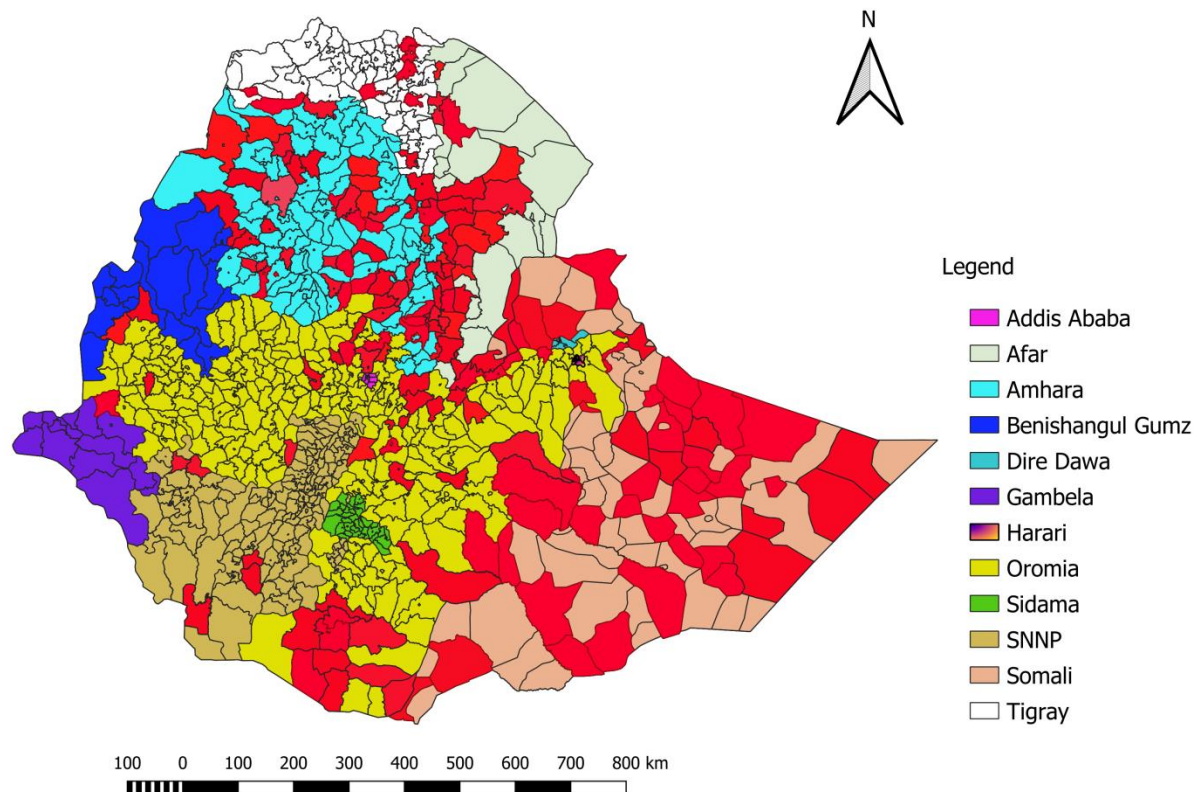 N
Legend
Addis Ababa
Afar
Amhara
Benishangul Gumz
Dire Dawa
Gambela
Harari
Oromia
Sidama
SNNP
Somali
Tigray
100 0 100 200 300 400 500 600 700 800 km